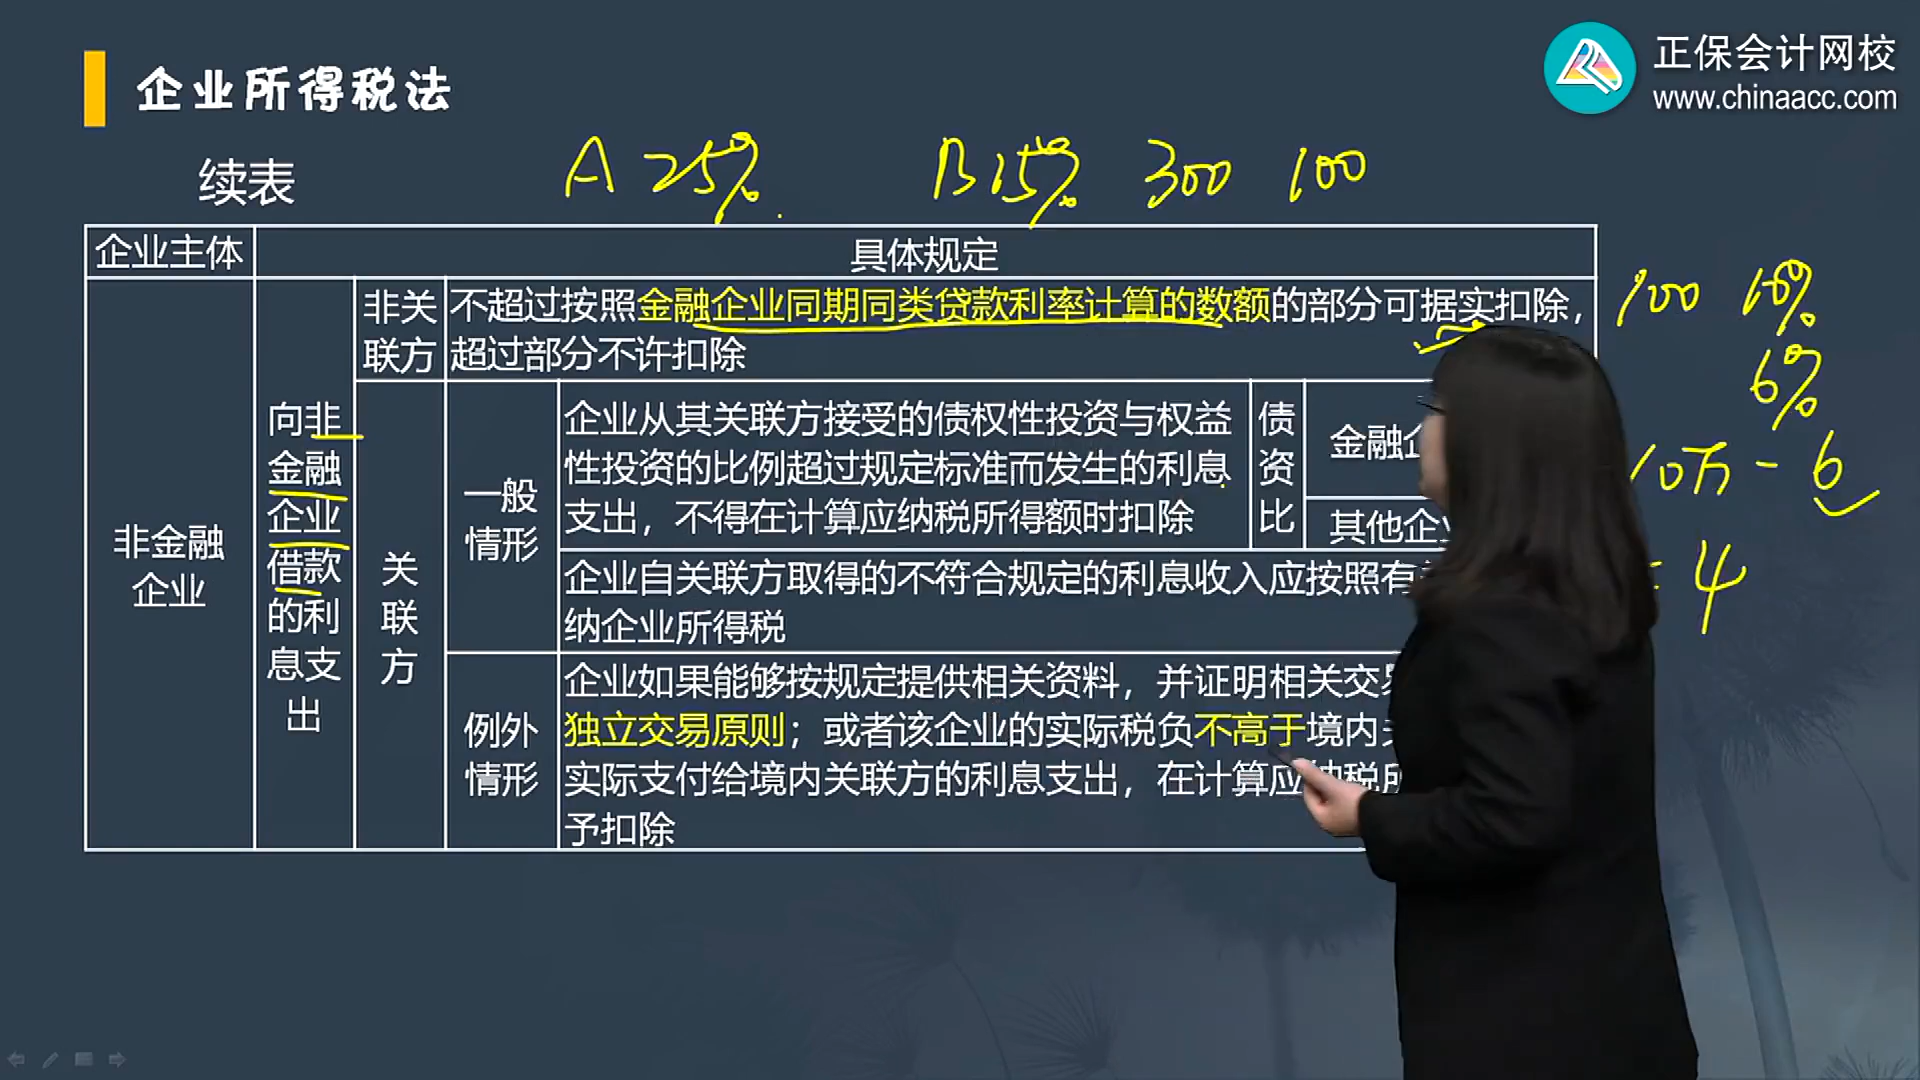 正保会计网校
www.chinaacc.com
企业所得税法
续表
A 25%
B 15% 300 100
企业主体
具体规定
非金融
企业
向非
金融
企业
借款
的利
息支
出
非关
联方
不超过按照金融企业同期同类贷款利率计算的数额的部分可据实扣除，
超过部分不许扣除
关
联
方
一般
情形
企业从其关联方接受的债权性投资与权益
性投资的比例超过规定标准而发生的利息
支出，不得在计算应纳税所得额时扣除
债
资
比
金融企
其他企业
企业自关联方取得的不符合规定的利息收入应按照有
纳企业所得税
例外
情形
企业如果能够按规定提供相关资料，并证明相关交易
独立交易原则；或者该企业的实际税负不高于境内
实际支付给境内关联方的利息支出，在计算应纳税所
予扣除
100 10%
6%
10万-6
= 4